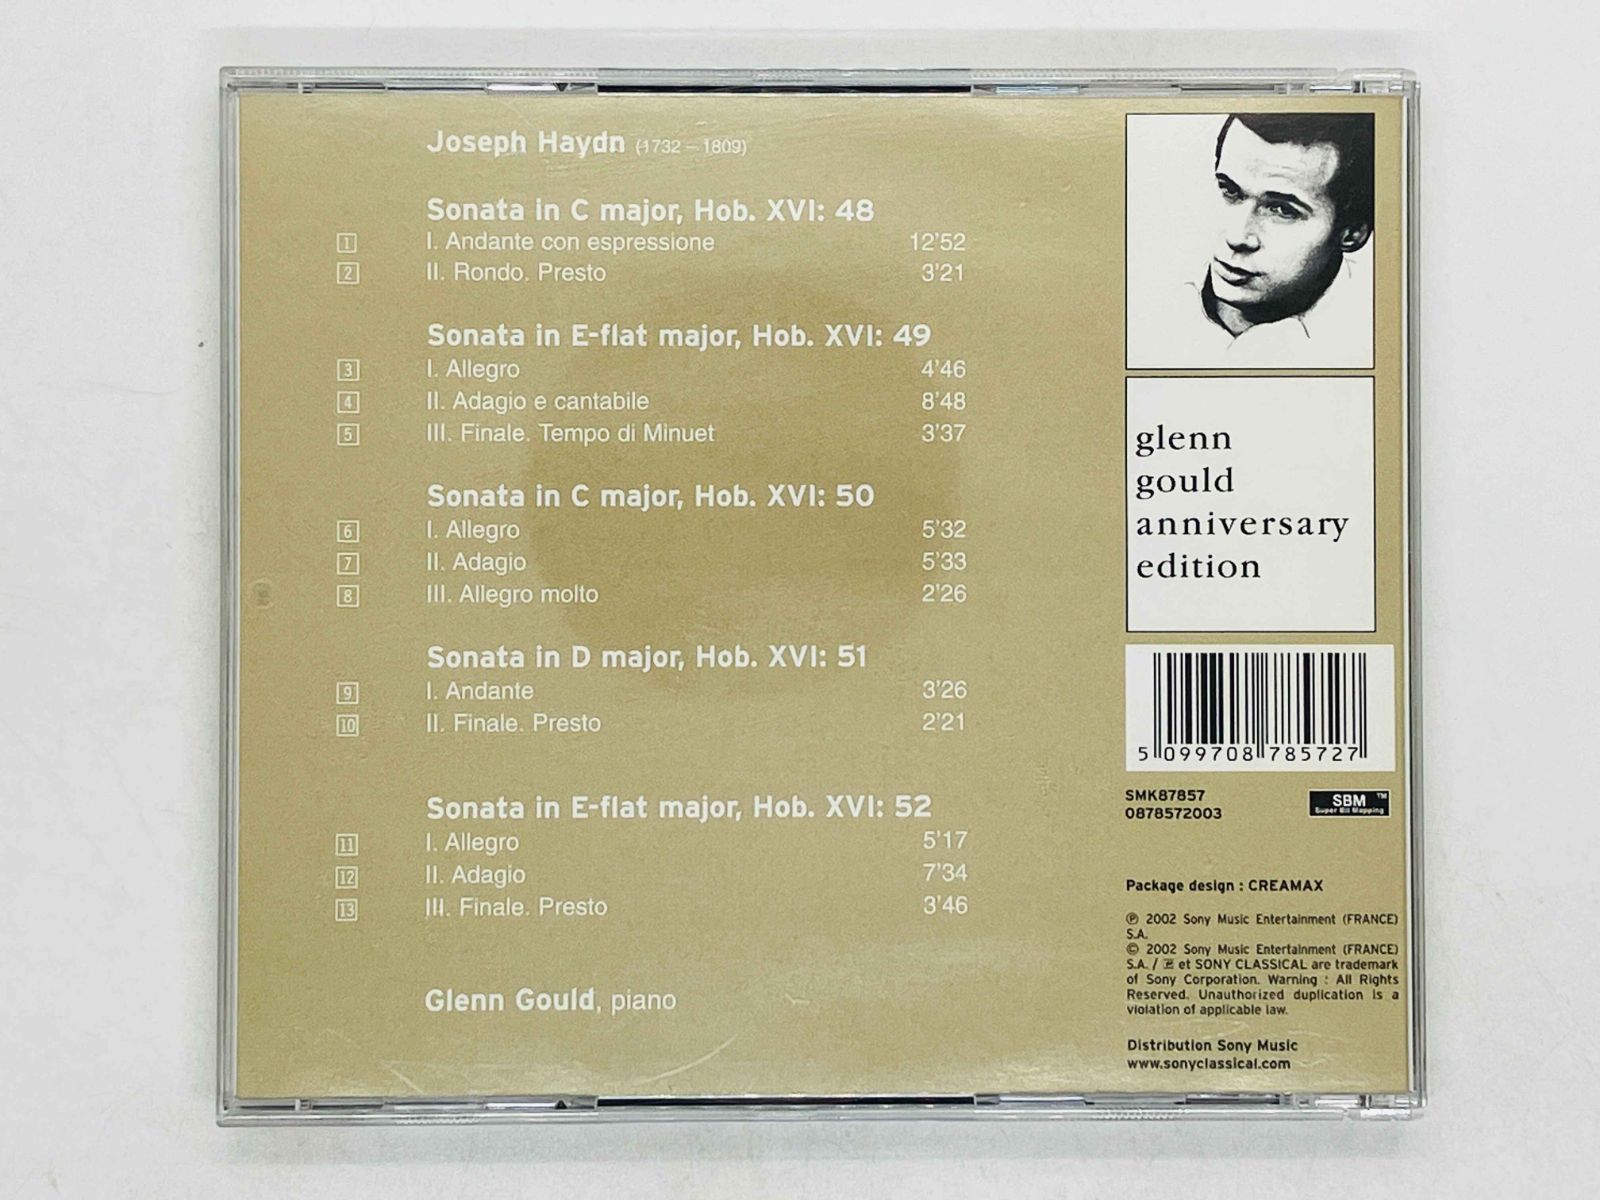 Joseph Haydn (1732 – 1809)
Sonata in C major, Hob. XVI: 48
1 I. Andante con espressione 12'52
2 II. Rondo. Presto 3'21
Sonata in E-flat major, Hob. XVI: 49
3 I. Allegro 4'46
4 II. Adagio e cantabile 8'48
5 III. Finale. Tempo di Minuet 3'37
Sonata in C major, Hob. XVI: 50
6 I. Allegro 5'32
7 II. Adagio 5'33
8 III. Allegro molto 2'26
Sonata in D major, Hob. XVI: 51
9 I. Andante 3'26
10 II. Finale. Presto 2'21
Sonata in E-flat major, Hob. XVI: 52
11 I. Allegro 5'17
12 II. Adagio 7'34
13 III. Finale. Presto 3'46
Glenn Gould, piano
glenn
gould
anniversary
edition
5 099708 785727
SMK87857
0878572003
SBM ™
Super Bit Mapping
Package design : CREAMAX
℗ 2002 Sony Music Entertainment (FRANCE)
S.A.
© 2002 Sony Music Entertainment (FRANCE)
S.A. / et SONY CLASSICAL are trademark
of Sony Corporation. Warning : All Rights
Reserved. Unauthorized duplication is a
violation of applicable law.
Distribution Sony Music
www.sonyclassical.com